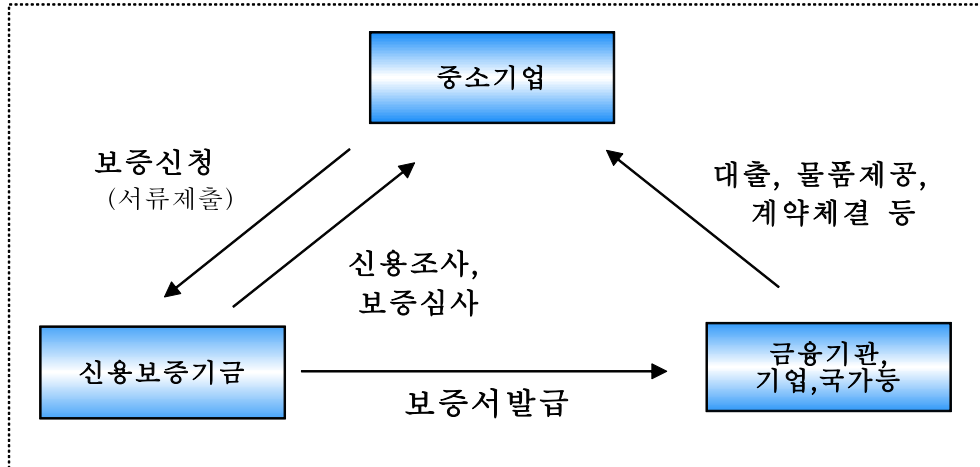 중소기업
보증신청
(서류제출)
대출, 물품제공,
계약체결 등
신용조사,
보증심사
신용보증기금
금융기관,
기업,국가등
보증서발급